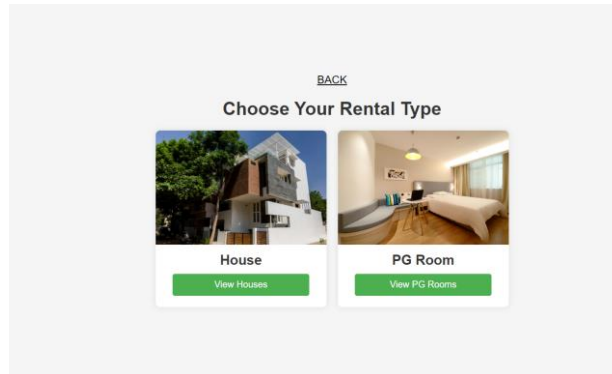 BACK
Choose Your Rental Type
House
PG Room
View Houses
View PG Rooms